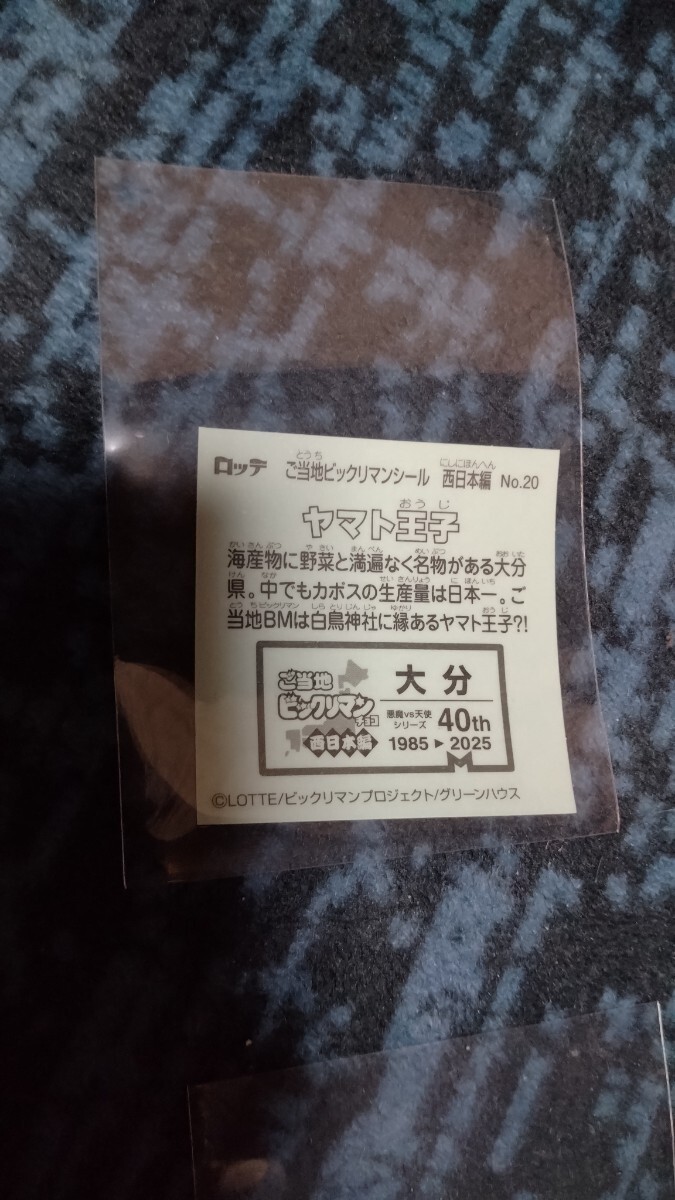 ロッテ ご当地ビックリマンシール 西日本編 No.20
ヤマト王子
海産物に野菜と満遍なく名物がある大分
県。中でもカボスの生産量は日本一。ご
当地BMは白鳥神社に縁あるヤマト王子?!
ご当地
ビックリマン
チョコ
西日本編
大分
悪魔vs天使
シリーズ 40th
1985▶2025
©LOTTE/ビックリマンプロジェクト/グリーンハウス